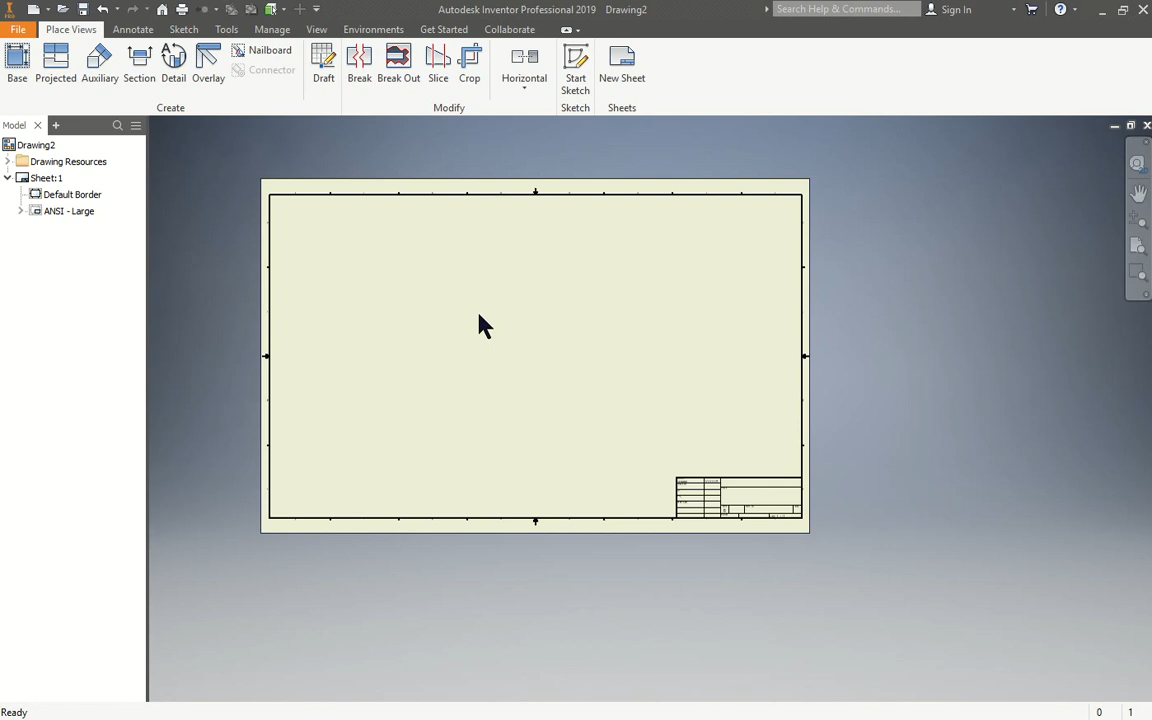 Autodesk Inventor Professional 2019 Drawing2
Search Help & Commands...
Sign In
File Place Views Annotate Sketch Tools Manage View Environments Get Started Collaborate
Base Projected Auxiliary Section Detail Overlay
Nailboard
Connector
Draft
Break Break Out Slice Crop
Horizontal
Start
Sketch
New Sheet
Create Modify Sketch Sheets
Model
Drawing2
Drawing Resources
Sheet:1
Default Border
ANSI - Large
Ready
0 1